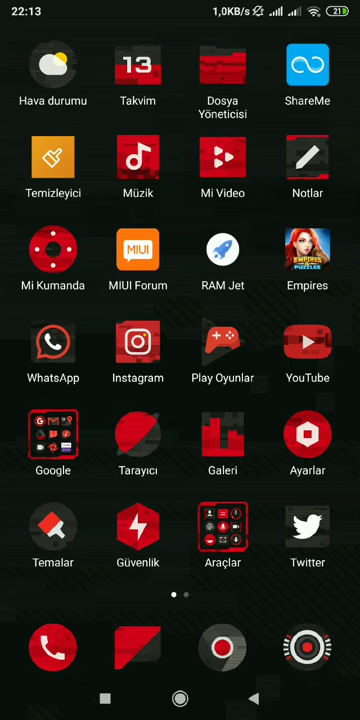 22:13 1,0KB/s 21
13
Hava durumu Takvim Dosya Yöneticisi ShareMe
Temizleyici Müzik Mi Video Notlar
MIUI
EMPIRES & PUZZLES
Mi Kumanda MIUI Forum RAM Jet Empires
WhatsApp Instagram Play Oyunlar YouTube
Google Tarayıcı Galeri Ayarlar
Temalar Güvenlik Araçlar Twitter